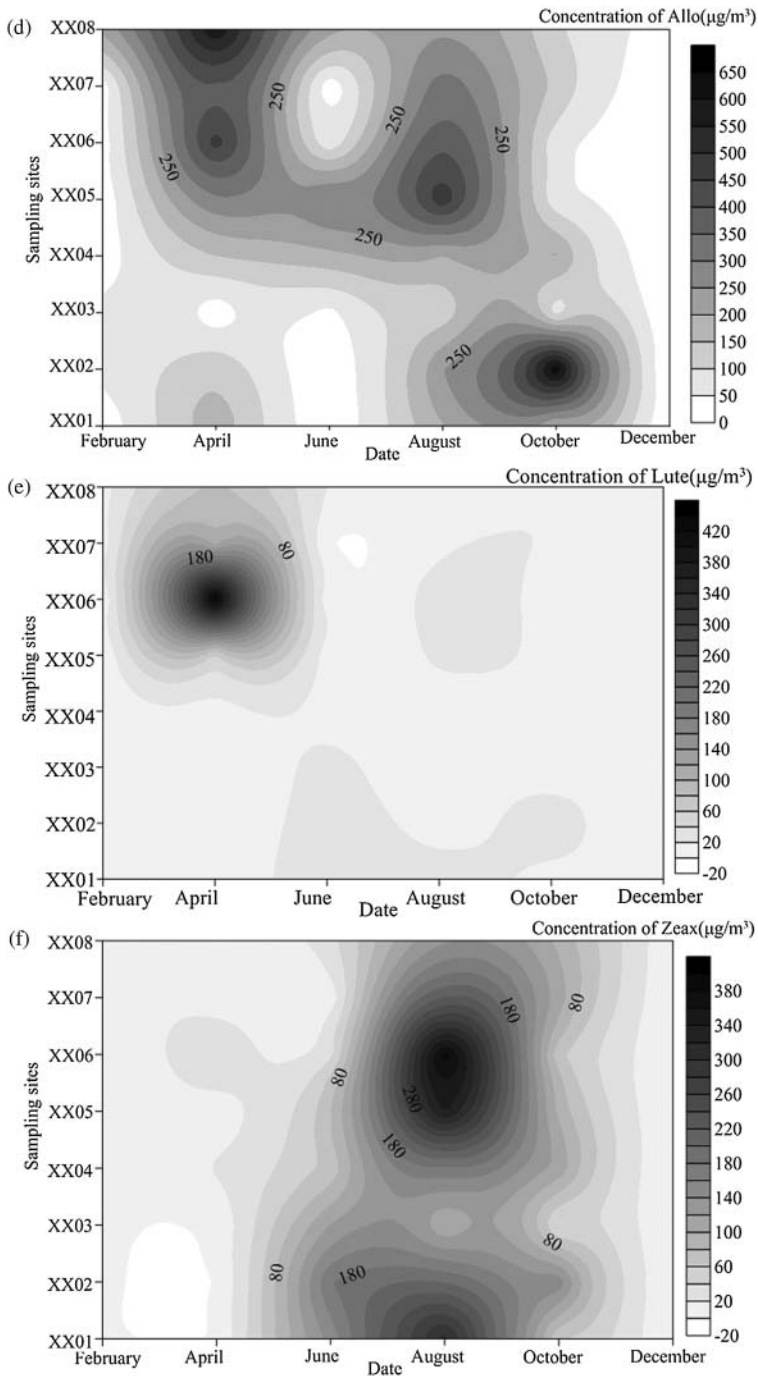 (d)
Concentration of Allo(μg/m³)
XX08
XX07
XX06
XX05
XX04
XX03
XX02
XX01
Sampling sites
250
250
250
250
250
250
650
600
550
500
450
400
350
300
250
200
150
100
50
0
February
April
June
August
October
December
Date
(e)
Concentration of Lute(μg/m³)
XX08
XX07
XX06
XX05
XX04
XX03
XX02
XX01
Sampling sites
180
80
420
380
340
300
260
220
180
140
100
60
20
-20
February
April
June
August
October
December
Date
(f)
Concentration of Zeax(μg/m³)
XX08
XX07
XX06
XX05
XX04
XX03
XX02
XX01
Sampling sites
180
80
80
280
180
80
80
180
380
340
300
260
220
180
140
100
60
20
-20
February
April
June
August
October
December
Date